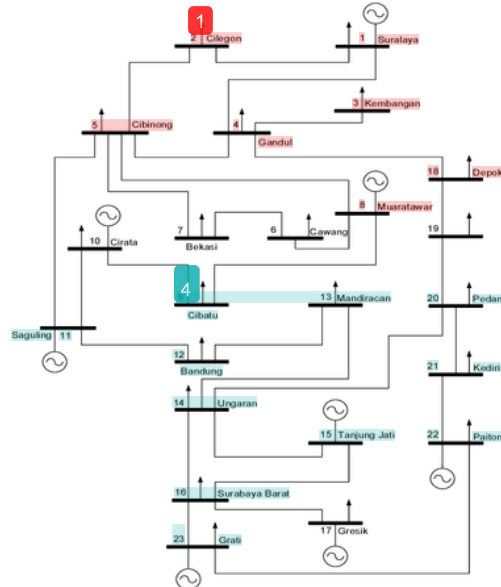 1
2 Cilegon
1 Suralaya
3 Kembangan
5 Cibinong
4
Gandul
18 Depok
8 Muaratawar
7
Bekasi
6 Cawang
19
10 Cirata
4
Cibatu
13 Mandiracan
20 Pedan
Saguling 11
12
Bandung
21 Kediri
14 Ungaran
15 Tanjung Jati
22 Paiton
16 Surabaya Barat
17 Gresik
23 Grati